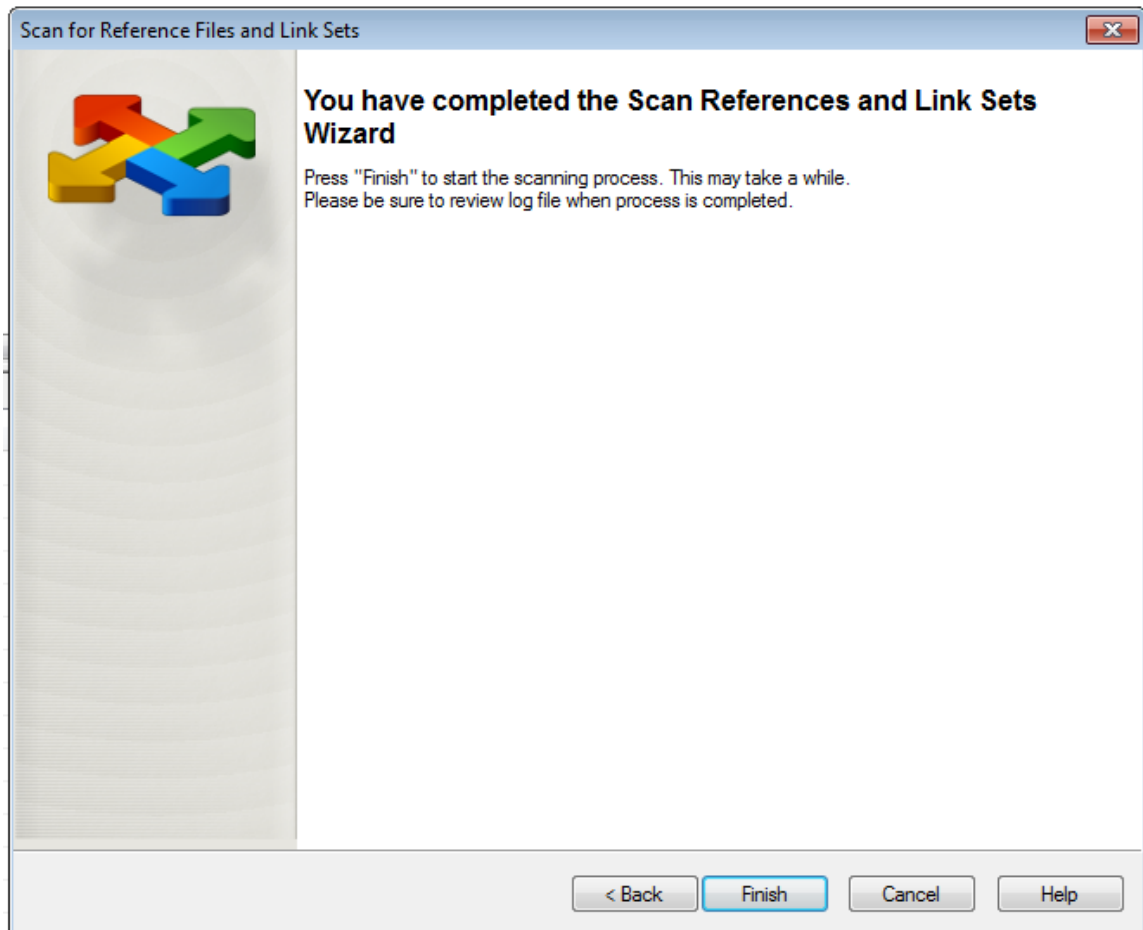 Scan for Reference Files and Link Sets
You have completed the Scan References and Link Sets
Wizard
Press "Finish" to start the scanning process. This may take a while.
Please be sure to review log file when process is completed.
< Back
Finish
Cancel
Help